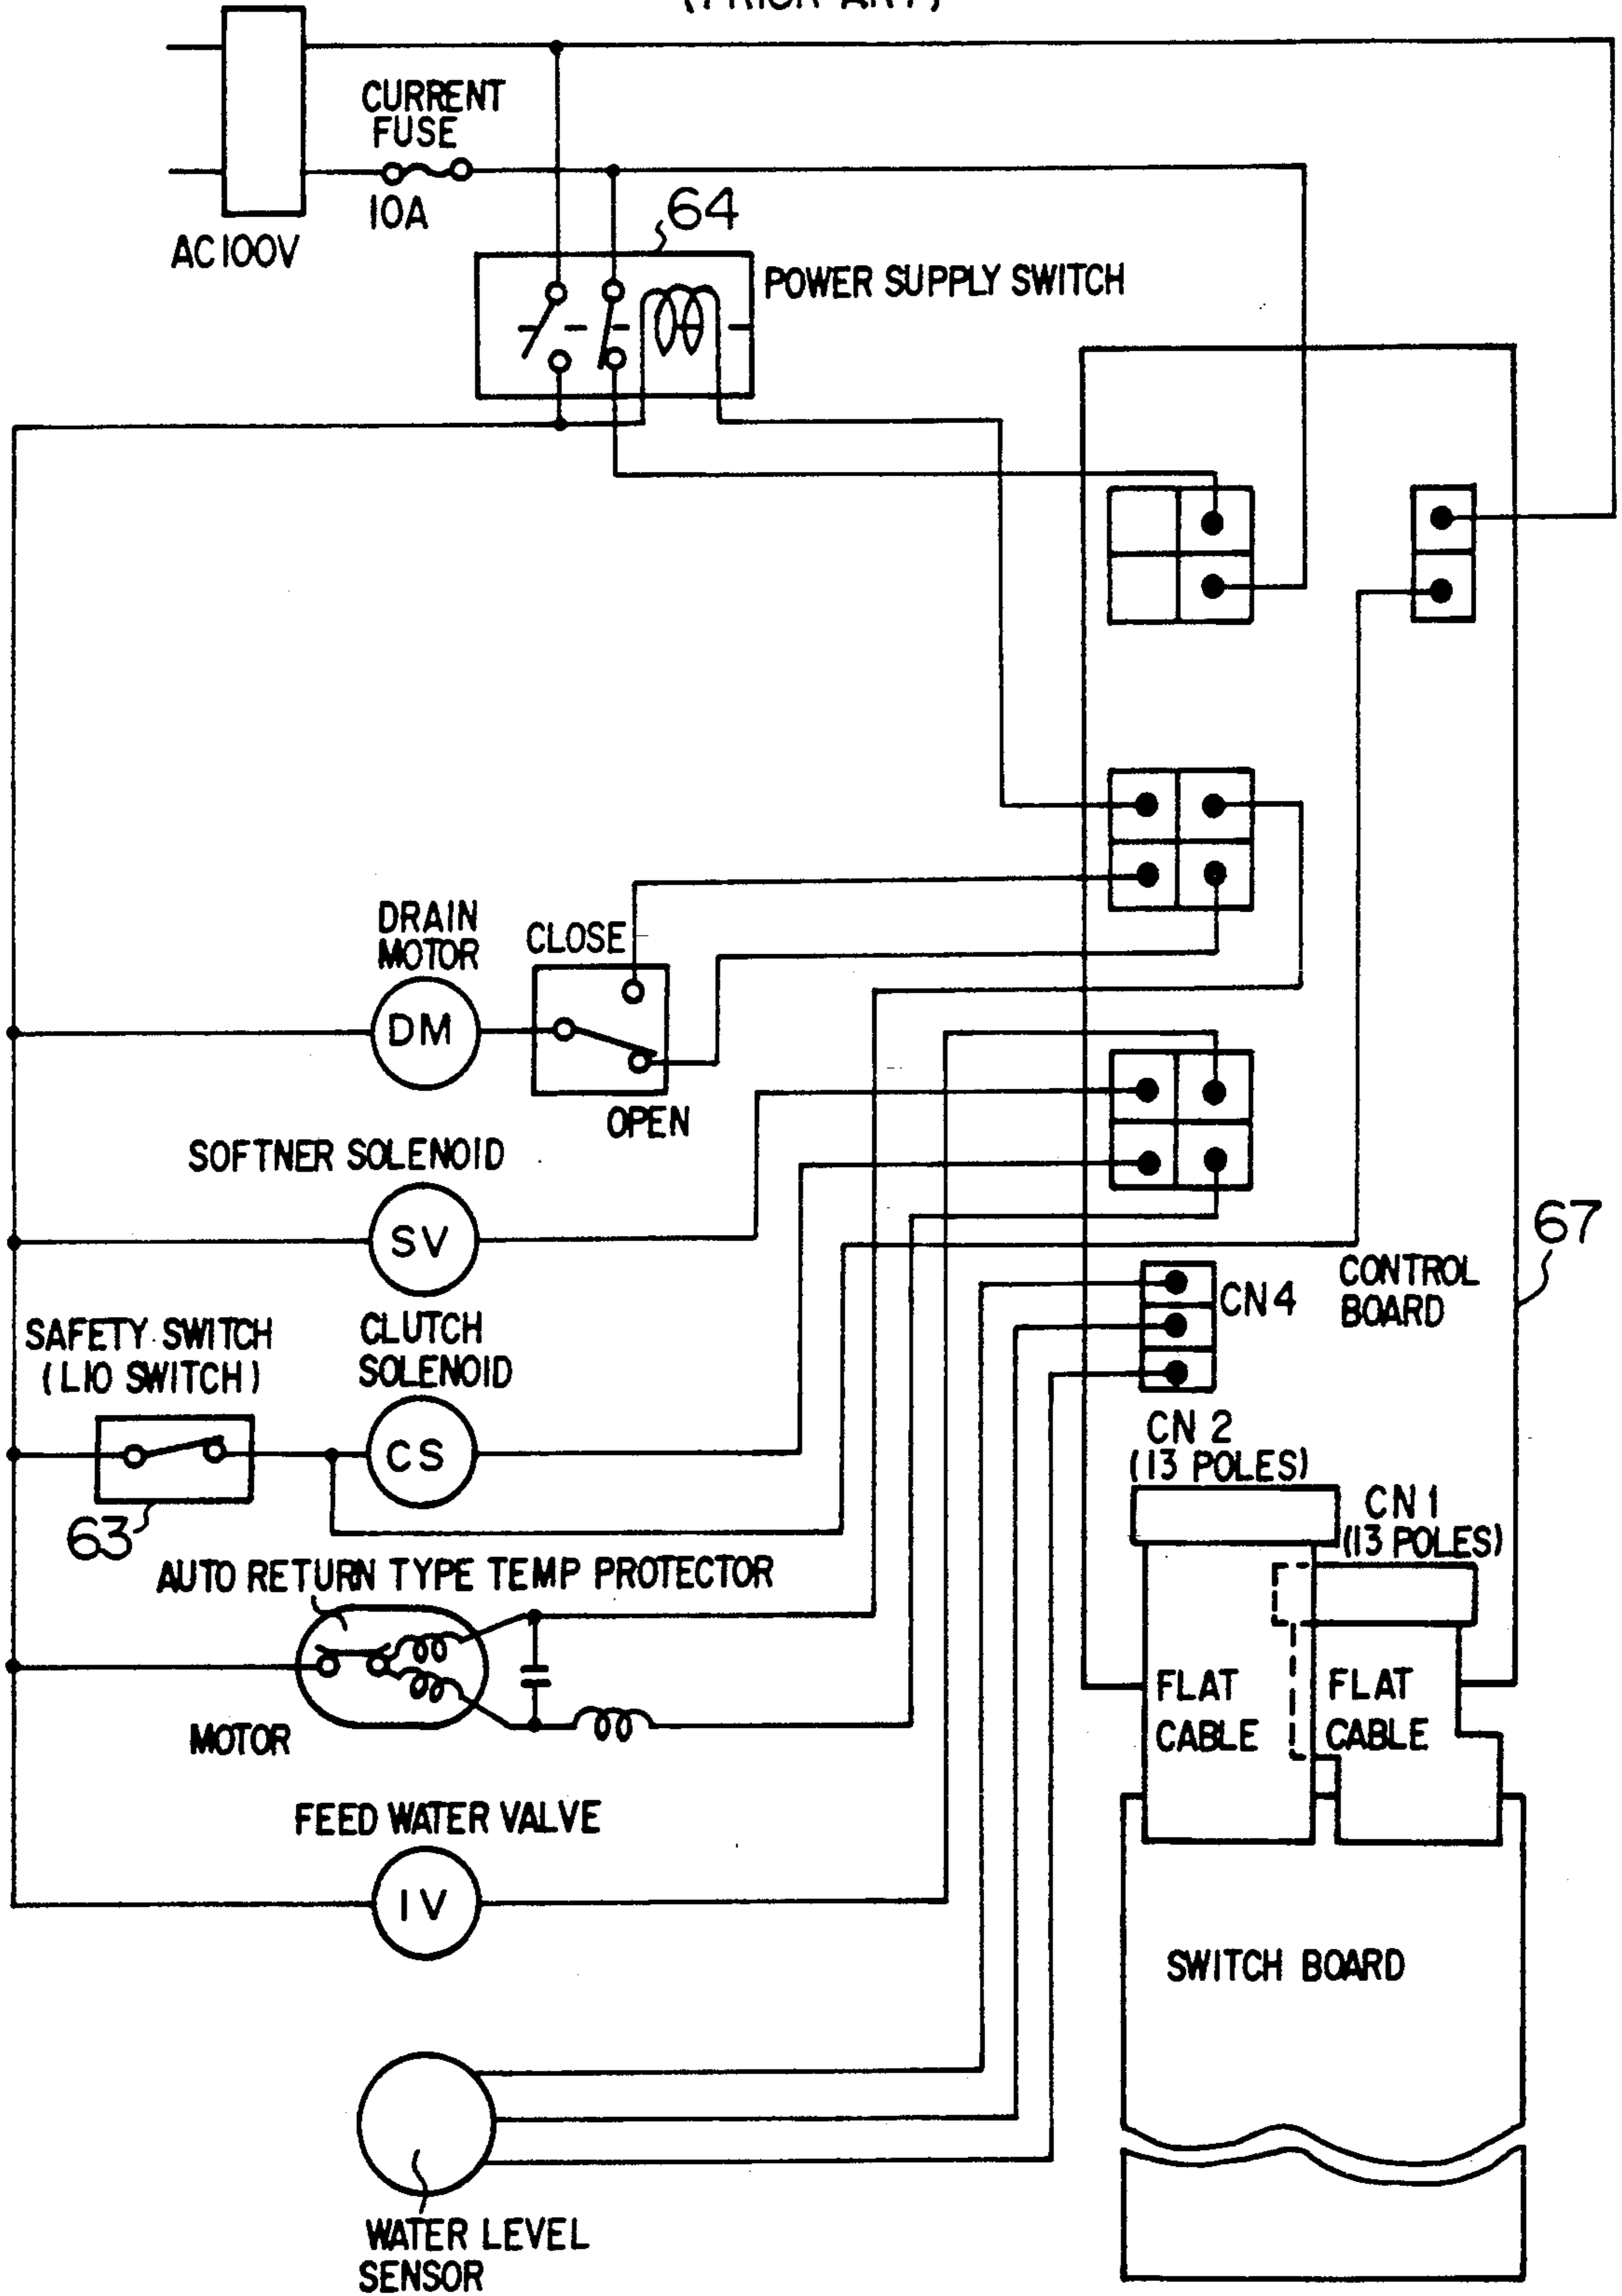 (PRIOR ART)
CURRENT
FUSE
10A
AC100V
64
POWER SUPPLY SWITCH
DRAIN
MOTOR
CLOSE
DM
OPEN
SOFTNER SOLENOID
SV
67
CONTROL
BOARD
CN4
SAFETY SWITCH
(LIO SWITCH)
CLUTCH
SOLENOID
CS
63
CN 2
(13 POLES)
CN 1
(13 POLES)
AUTO RETURN TYPE TEMP PROTECTOR
MOTOR
FLAT
CABLE
FLAT
CABLE
FEED WATER VALVE
IV
SWITCH BOARD
WATER LEVEL
SENSOR